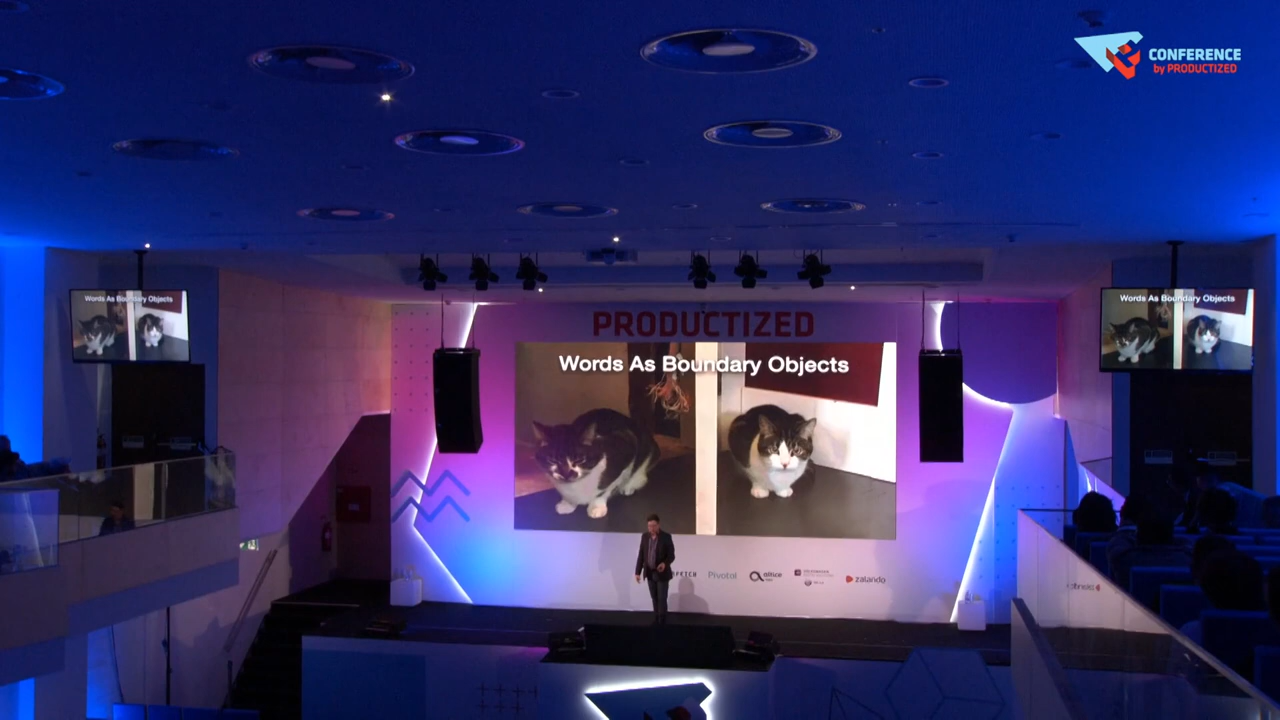 CONFERENCE
by PRODUCTIZED
Words As Boundary Objects
Words As Boundary Objects
PRODUCTIZED
Words As Boundary Objects
Pivotal
altice
zalando